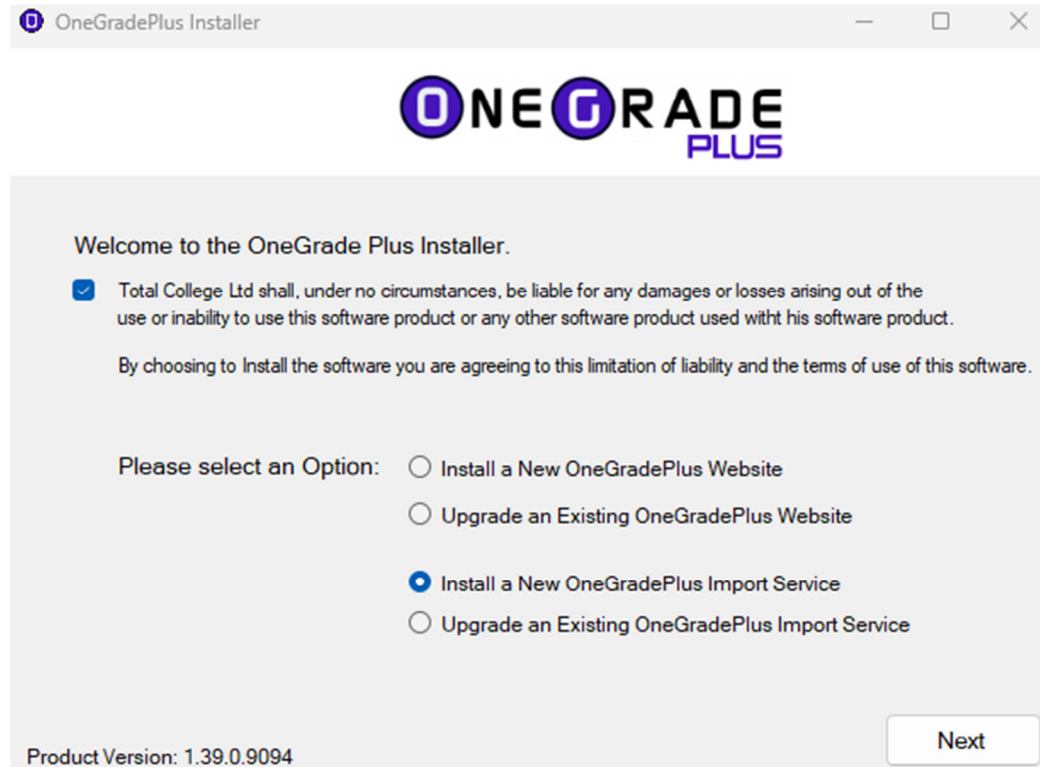 OneGradePlus Installer
ONEGRADE
PLUS
Welcome to the OneGrade Plus Installer.
Total College Ltd shall, under no circumstances, be liable for any damages or losses arising out of the
use or inability to use this software product or any other software product used witht his software product.
By choosing to Install the software you are agreeing to this limitation of liability and the terms of use of this software.
Please select an Option:
Install a New OneGradePlus Website
Upgrade an Existing OneGradePlus Website
Install a New OneGradePlus Import Service
Upgrade an Existing OneGradePlus Import Service
Next
Product Version: 1.39.0.9094